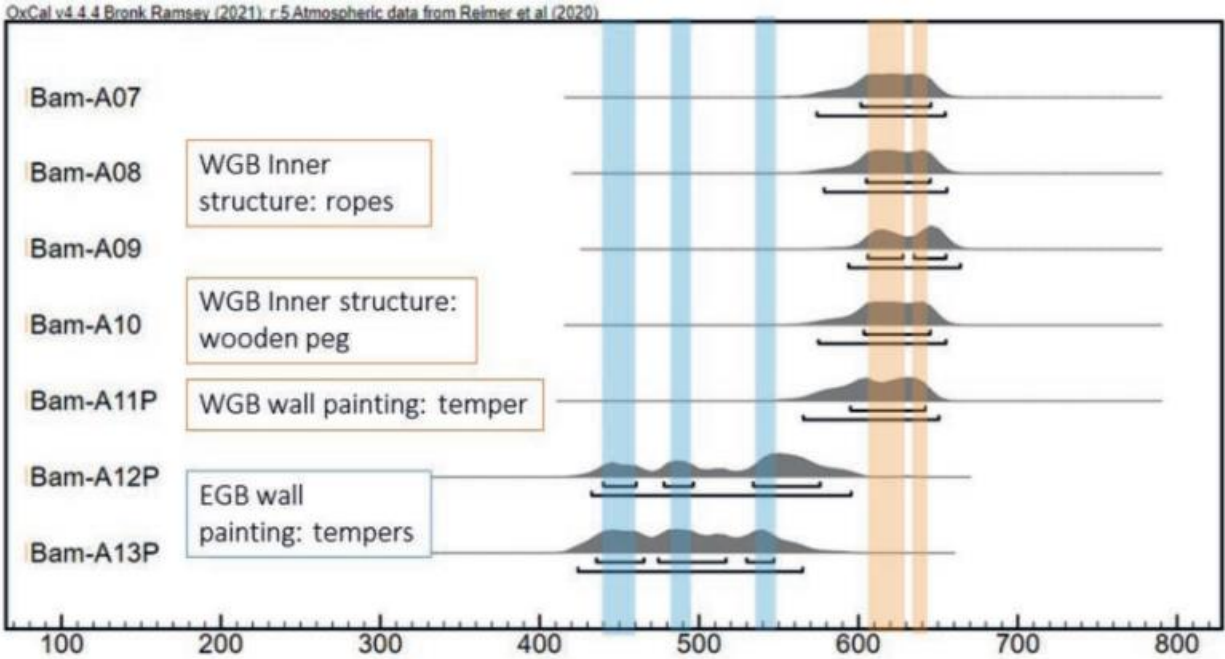 OxCal v4.4.4 Bronk Ramsey (2021); r:5 Atmospheric data from Reimer et al (2020)
Bam-A07
Bam-A08
WGB Inner
structure: ropes
Bam-A09
WGB Inner structure:
wooden peg
Bam-A10
Bam-A11P
WGB wall painting: temper
Bam-A12P
EGB wall
painting: tempers
Bam-A13P
100 200 300 400 500 600 700 800